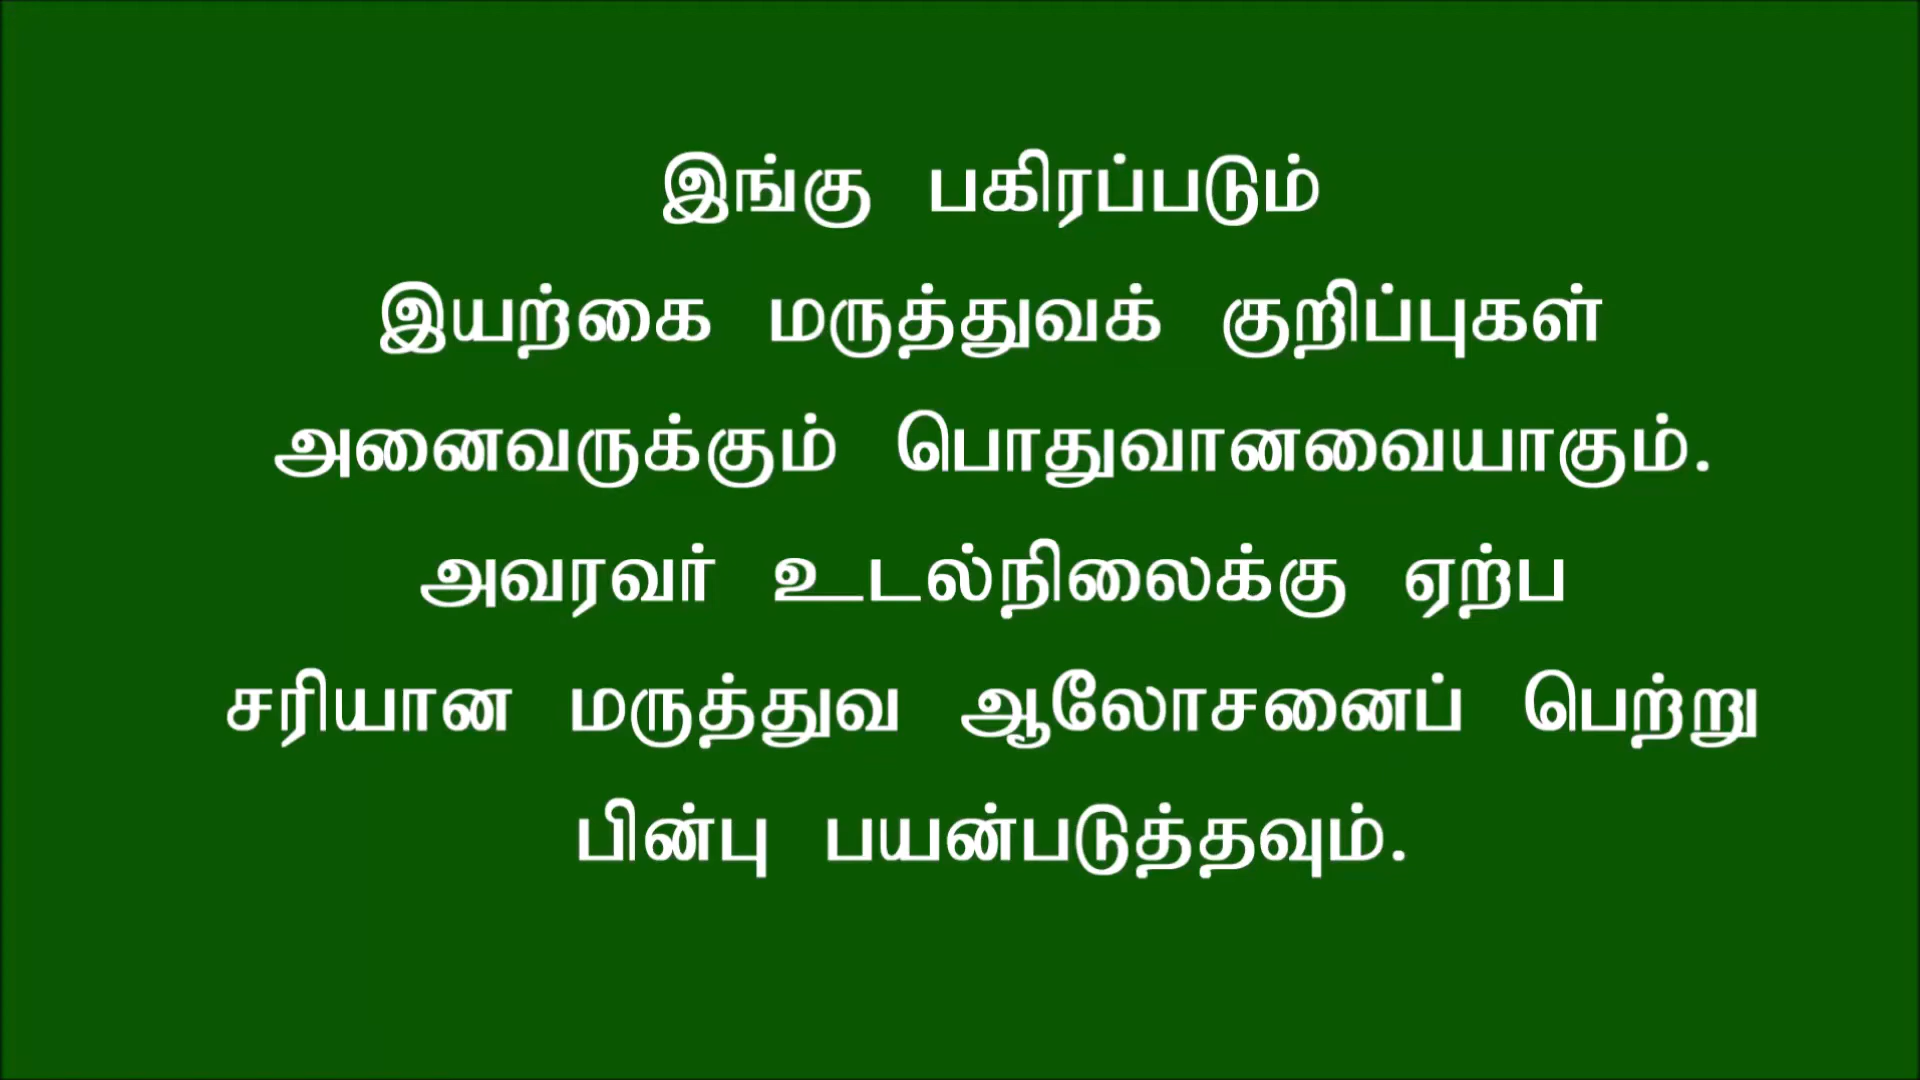 இங்கு பகிரப்படும்
இயற்கை மருத்துவக் குறிப்புகள்
அனைவருக்கும் பொதுவானவையாகும்.
அவரவர் உடல்நிலைக்கு ஏற்ப
சரியான மருத்துவ ஆலோசனைப் பெற்று
பின்பு பயன்படுத்தவும்.